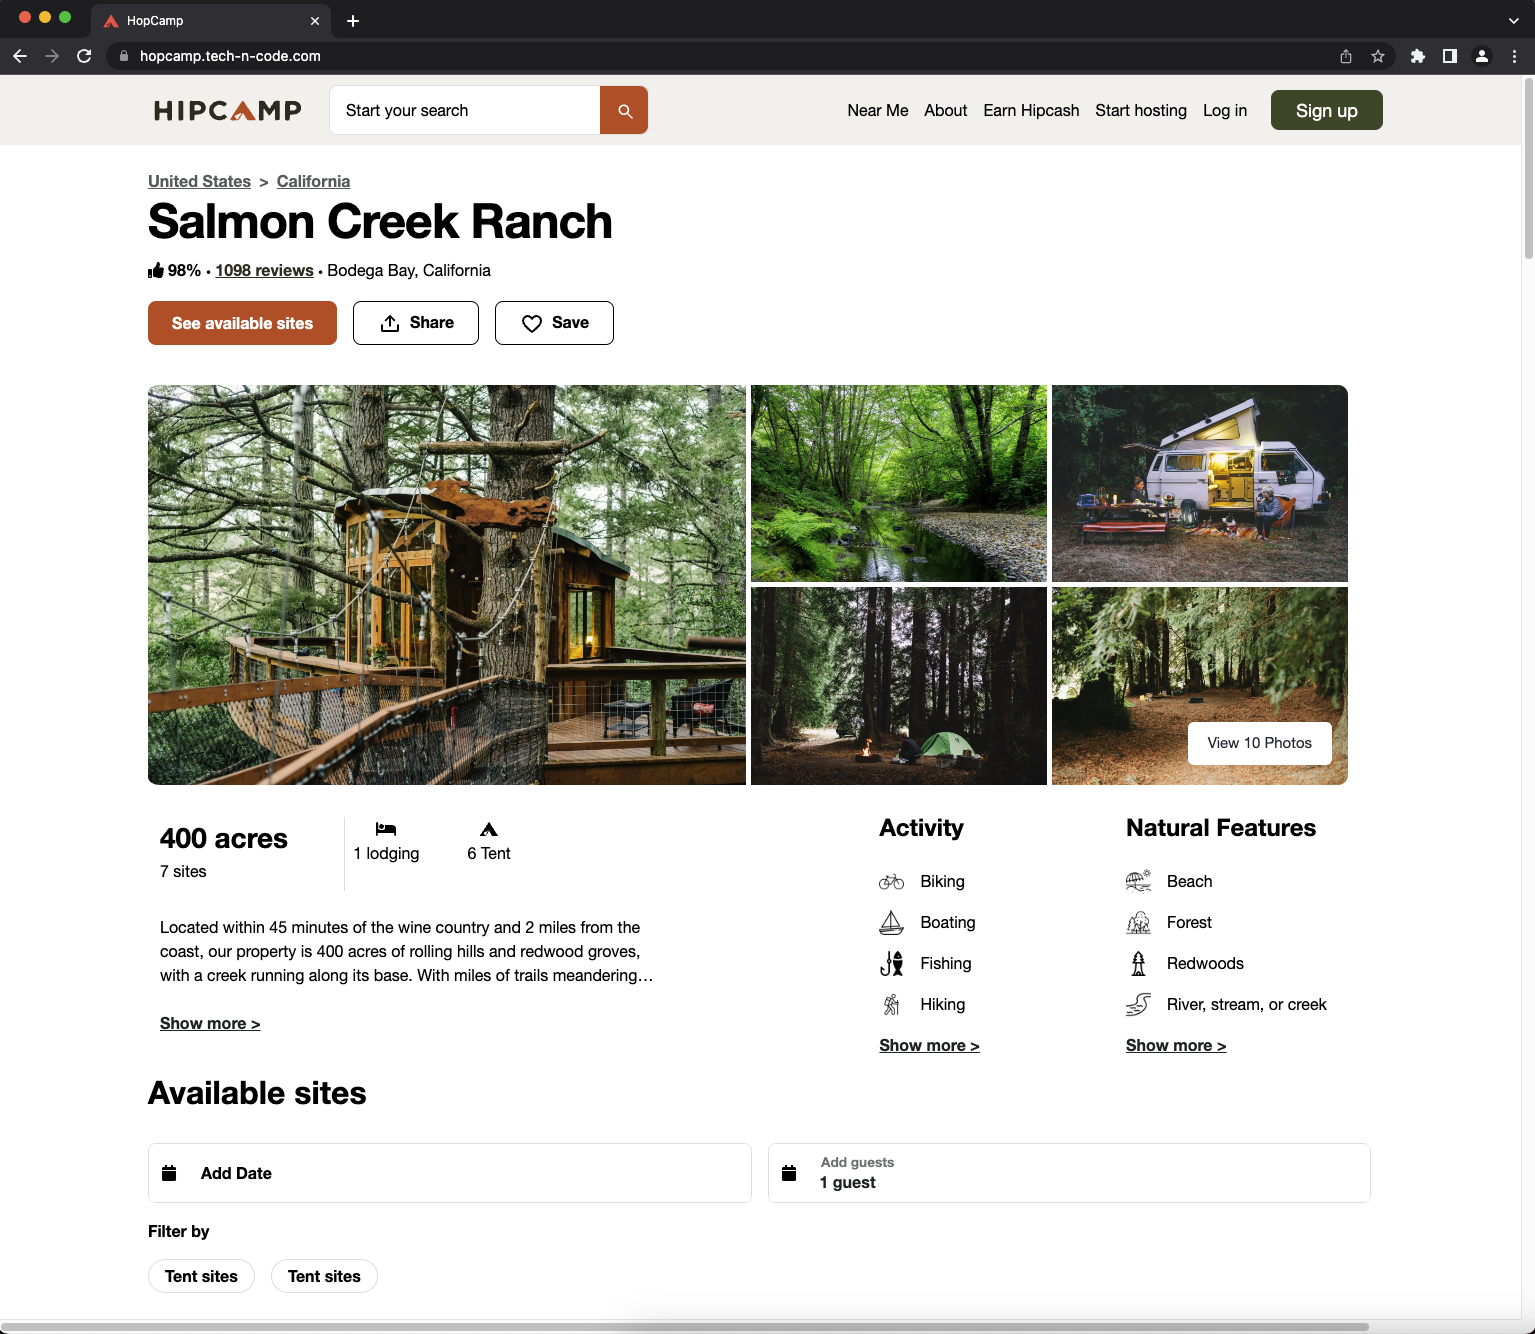 HopCamp
hopcamp.tech-n-code.com
HIPCAMP
Start your search
Near Me About Earn Hipcash Start hosting Log in Sign up
United States > California
Salmon Creek Ranch
98% • 1098 reviews • Bodega Bay, California
See available sites Share Save
View 10 Photos
400 acres
7 sites
1 lodging
6 Tent
Located within 45 minutes of the wine country and 2 miles from the
coast, our property is 400 acres of rolling hills and redwood groves,
with a creek running along its base. With miles of trails meandering...
Show more >
Activity
Biking
Boating
Fishing
Hiking
Show more >
Natural Features
Beach
Forest
Redwoods
River, stream, or creek
Show more >
Available sites
Add Date
Add guests
1 guest
Filter by
Tent sites Tent sites